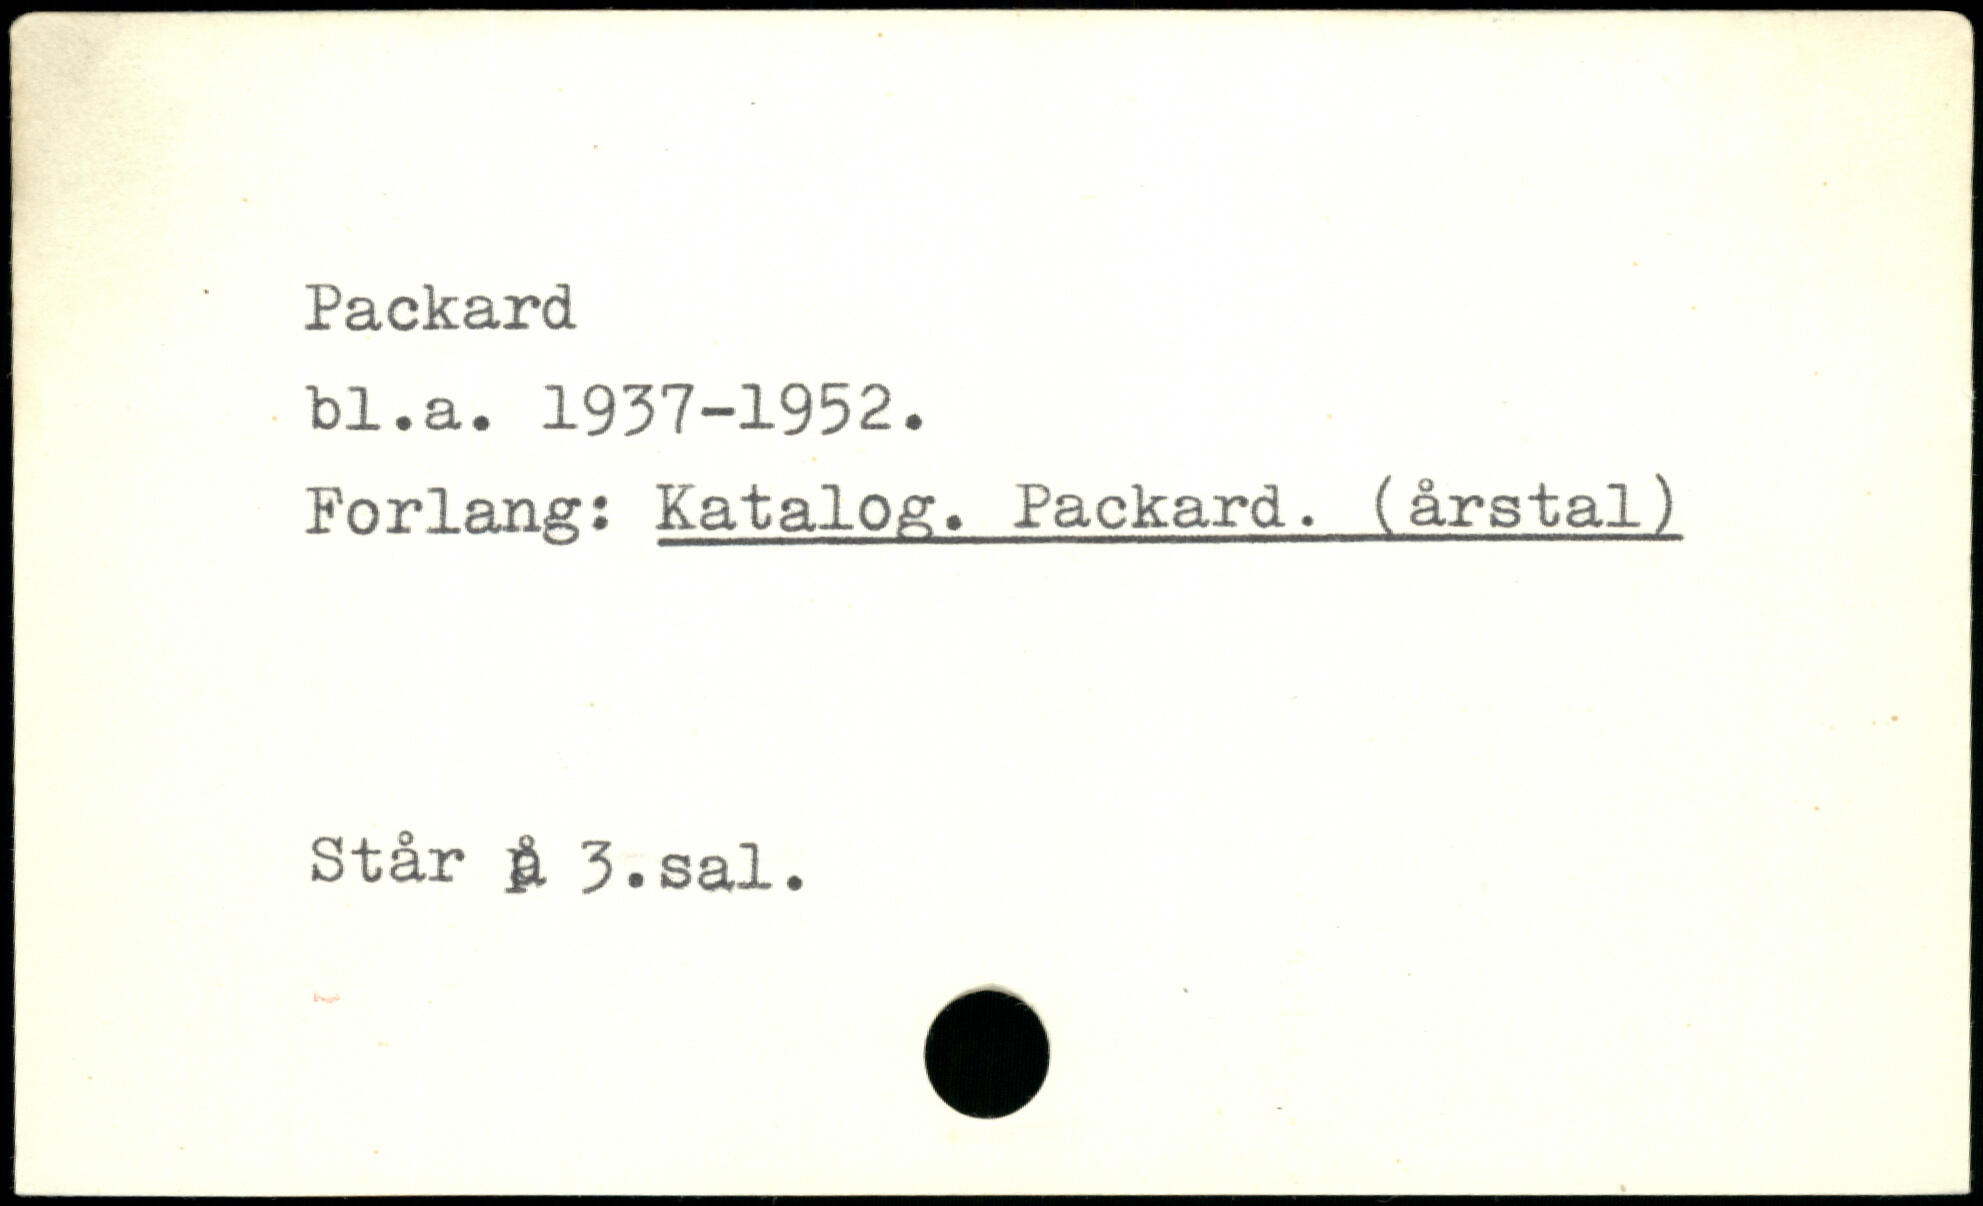 Packard
bl.a. 1937-1952.
Forlang: Katalog. Packard. (årstal)
Står på 3.sal.